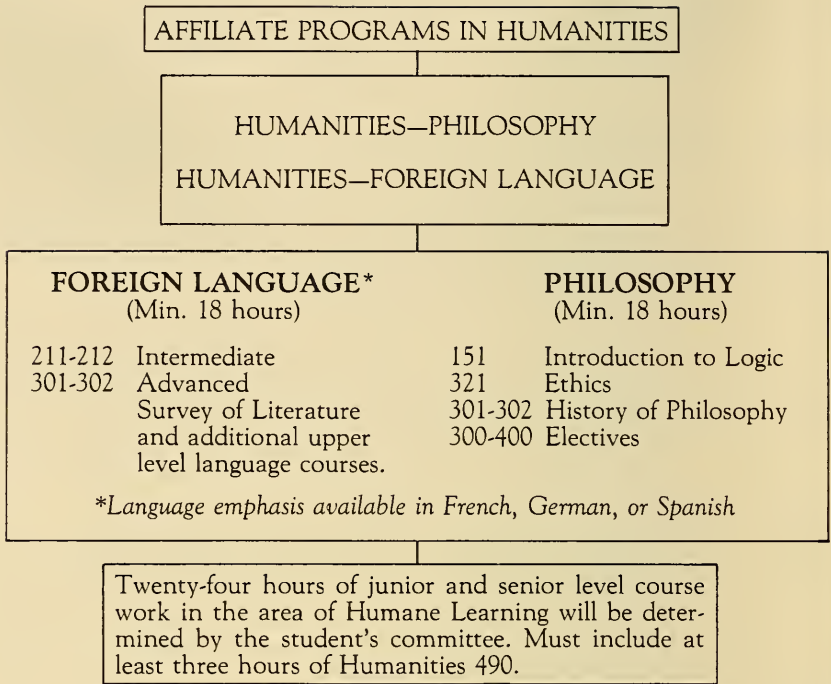 AFFILIATE PROGRAMS IN HUMANITIES
HUMANITIES—PHILOSOPHY
HUMANITIES—FOREIGN LANGUAGE
FOREIGN LANGUAGE*
(Min. 18 hours)
211-212 Intermediate
301-302 Advanced
Survey of Literature
and additional upper
level language courses.
PHILOSOPHY
(Min. 18 hours)
151 Introduction to Logic
321 Ethics
301-302 History of Philosophy
300-400 Electives
*Language emphasis available in French, German, or Spanish
Twenty-four hours of junior and senior level course
work in the area of Humane Learning will be deter-
mined by the student's committee. Must include at
least three hours of Humanities 490.